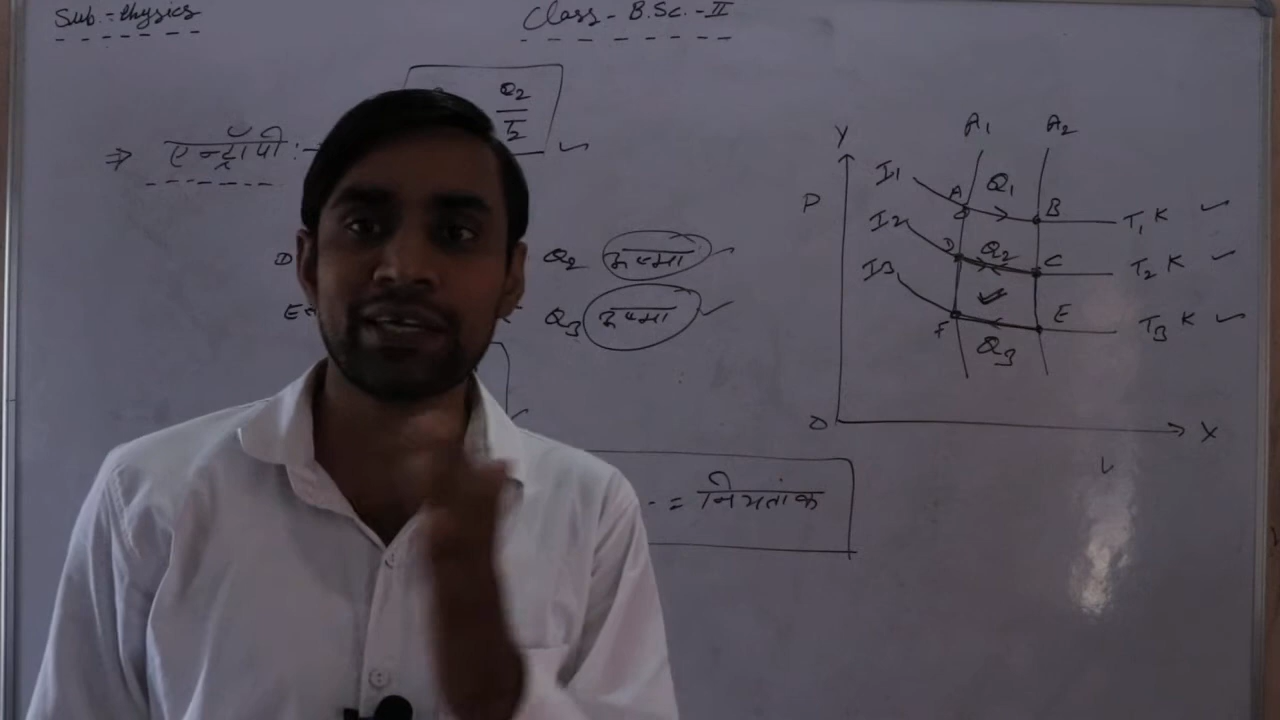 Sub. - Physics
Class - B.Sc. - II
Q2
T2
⇒ एन्ट्रॉपी :-
D
Q2 ऊष्मा
E
Q3 ऊष्मा
- = नियतांक
Y
A1
A2
I1
A
Q1
B
P
T1 K
I2
D
Q2
C
T2 K
I3
F
E
T3 K
Q3
O
X